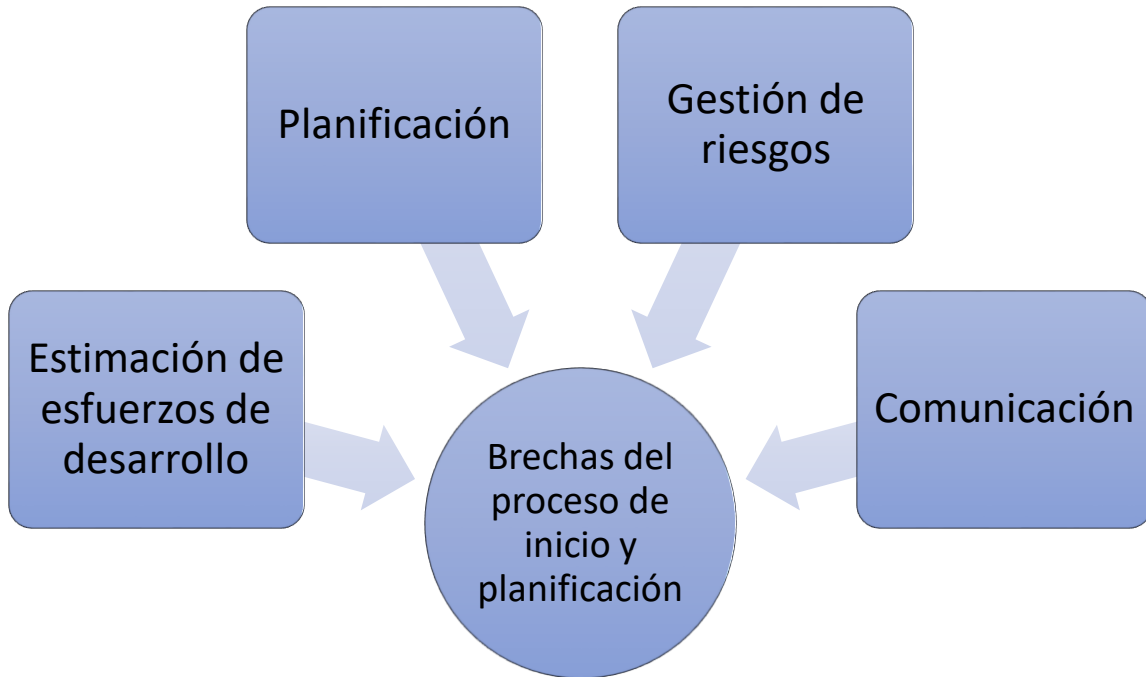 Planificación
Gestión de
riesgos
Estimación de
esfuerzos de
desarrollo
Comunicación
Brechas del
proceso de
inicio y
planificación